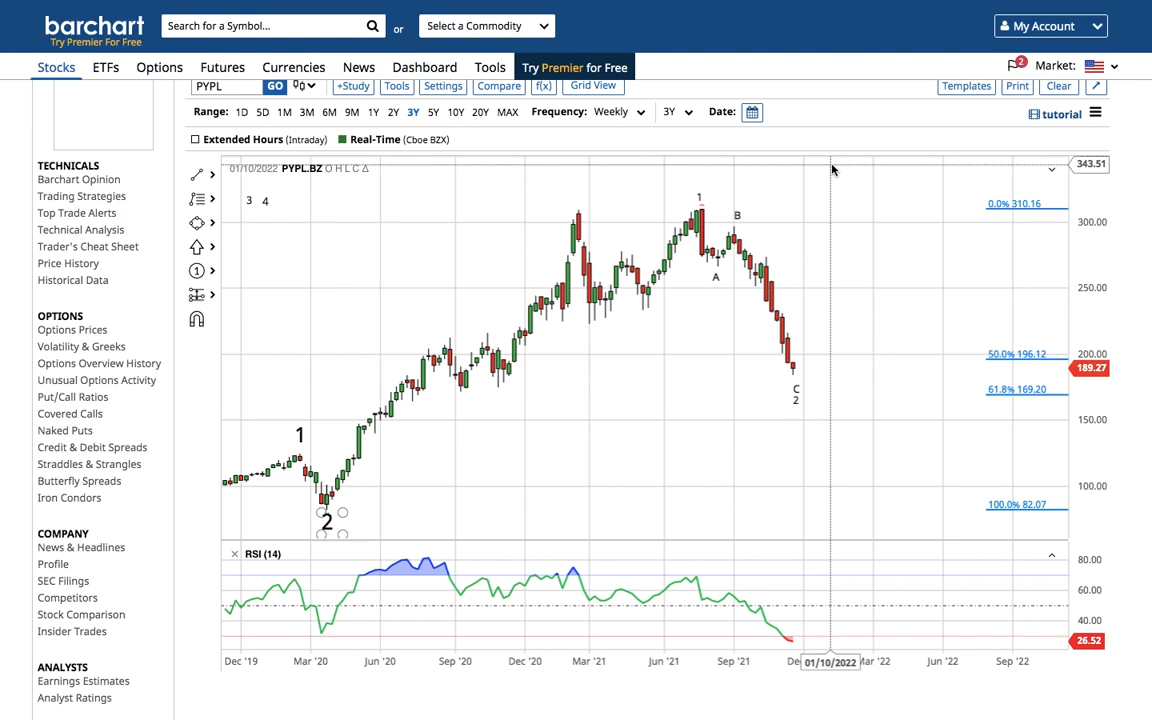 barchart
Try Premier For Free
Search for a Symbol...
or
Select a Commodity
My Account
Stocks ETFs Options Futures Currencies News Dashboard Tools Try Premier for Free
2 Market:
PYPL GO +Study Tools Settings Compare f(x) Grid View Templates Print Clear
Range: 1D 5D 1M 3M 6M 9M 1Y 2Y 3Y 5Y 10Y 20Y MAX Frequency: Weekly 3Y Date:
tutorial
Extended Hours (Intraday) Real-Time (Cboe BZX)
TECHNICALS
Barchart Opinion
Trading Strategies
Top Trade Alerts
Technical Analysis
Trader's Cheat Sheet
Price History
Historical Data
OPTIONS
Options Prices
Volatility & Greeks
Options Overview History
Unusual Options Activity
Put/Call Ratios
Covered Calls
Naked Puts
Credit & Debit Spreads
Straddles & Strangles
Butterfly Spreads
Iron Condors
COMPANY
News & Headlines
Profile
SEC Filings
Competitors
Stock Comparison
Insider Trades
ANALYSTS
Earnings Estimates
Analyst Ratings
01/10/2022 PYPL.BZ O H L C Δ
343.51
3 4
1
1
B
A
C
2
1
2
0.0% 310.16
300.00
250.00
50.0% 196.12
200.00
189.27
61.8% 169.20
150.00
100.00
100.0% 82.07
RSI (14)
80.00
60.00
40.00
26.52
Dec '19 Mar '20 Jun '20 Sep '20 Dec '20 Mar '21 Jun '21 Sep '21 De 01/10/2022 Mar '22 Jun '22 Sep '22